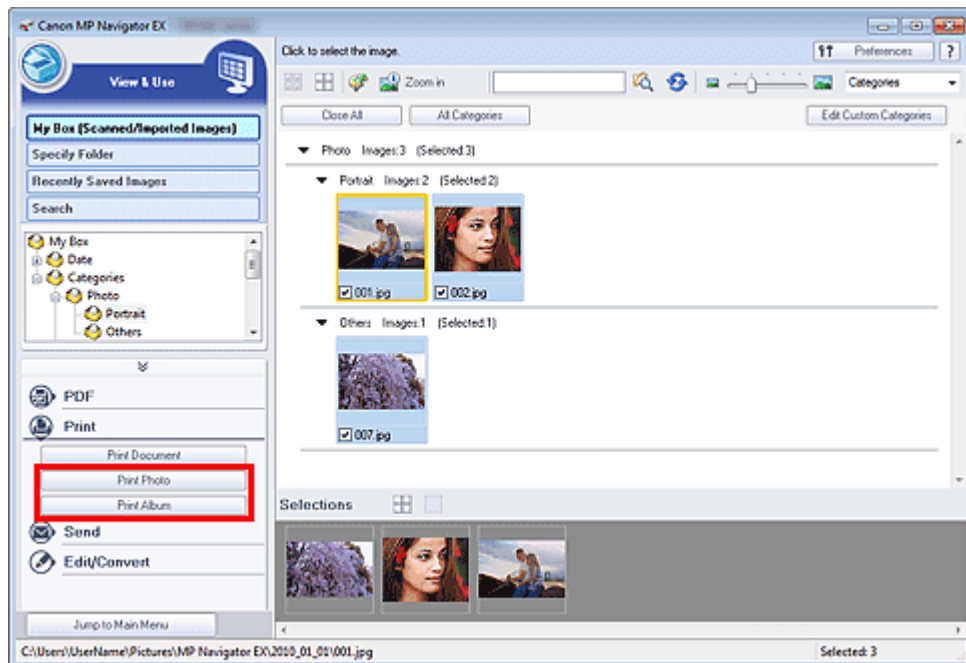 Canon MP Navigator EX
View & Use
My Box (Scanned/Imported Images)
Specify Folder
Recently Saved Images
Search
My Box
Date
Categories
Photo
Portrait
Others
PDF
Print
Print Document
Print Photo
Print Album
Send
Edit/Convert
Jump to Main Menu
Click to select the image.
Preferences
?
Zoom in
Categories
Close All
All Categories
Edit Custom Categories
Photo Images:3 (Selected:3)
Portrait Images:2 (Selected:2)
001.jpg
002.jpg
Others Images:1 (Selected:1)
007.jpg
Selections
C:\Users\UserName\Pictures\MP Navigator EX\2010_01_01\001.jpg
Selected: 3